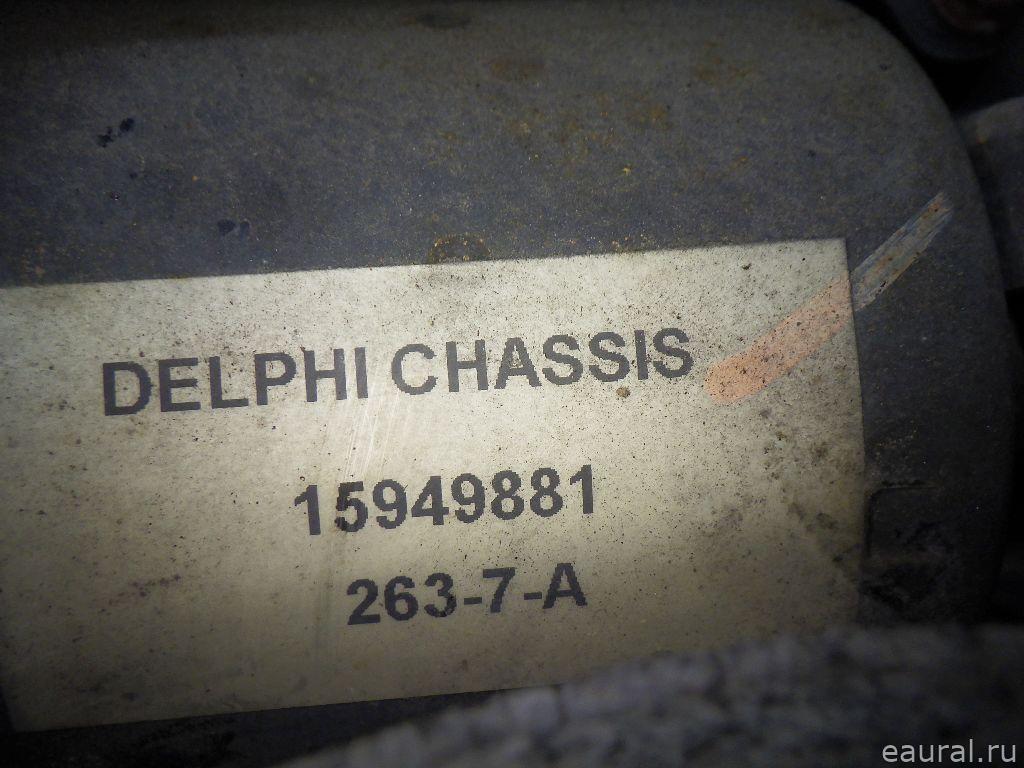 DELPHI CHASSIS
15949881
263-7-A
eaural.ru